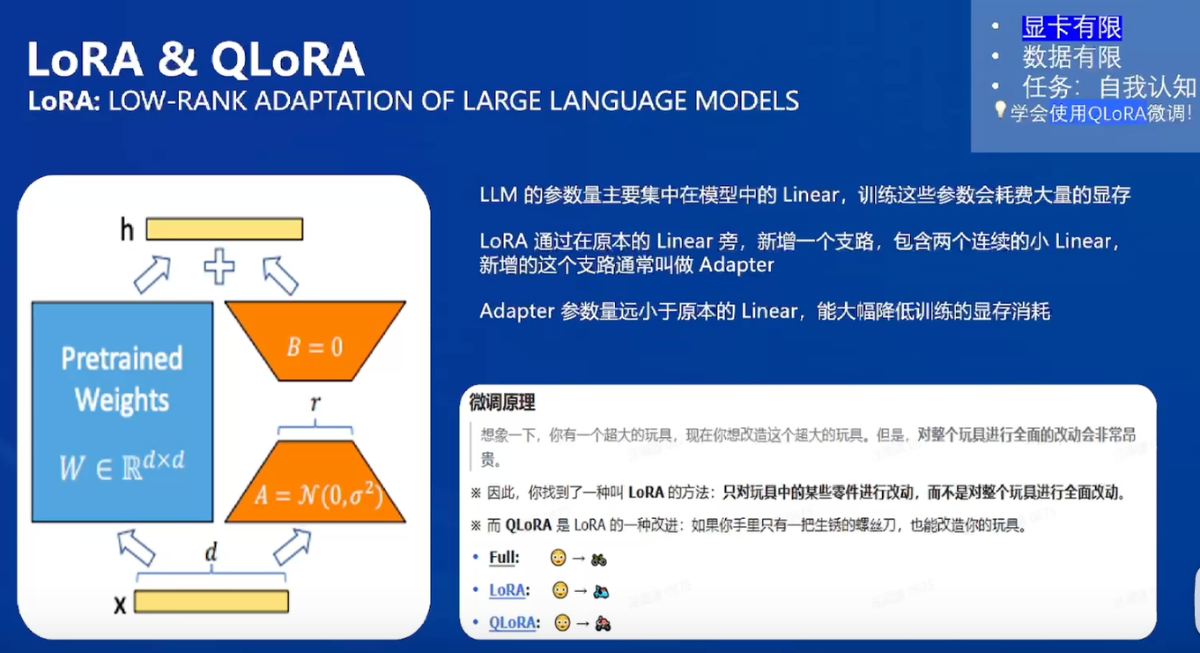 LoRA & QLoRA
LoRA: LOW-RANK ADAPTATION OF LARGE LANGUAGE MODELS
• 显卡有限
• 数据有限
• 任务：自我认知
💡学会使用QLoRA微调！
h
Pretrained
Weights
W ∈ ℝ^{d×d}
B = 0
r
A = 𝒩(0,σ²)
d
x
LLM 的参数量主要集中在模型中的 Linear，训练这些参数会耗费大量的显存
LoRA 通过在原本的 Linear 旁，新增一个支路，包含两个连续的小 Linear，
新增的这个支路通常叫做 Adapter
Adapter 参数量远小于原本的 Linear，能大幅降低训练的显存消耗
微调原理
想象一下，你有一个超大的玩具，现在你想改造这个超大的玩具。但是，对整个玩具进行全面的改动会非常昂
贵。
※ 因此，你找到了一种叫 LoRA 的方法：只对玩具中的某些零件进行改动，而不是对整个玩具进行全面改动。
※ 而 QLoRA 是 LoRA 的一种改进：如果你手里只有一把生锈的螺丝刀，也能改造你的玩具。
• Full: 😳 →
• LoRA: 😳 →
• QLoRA: 😳 →